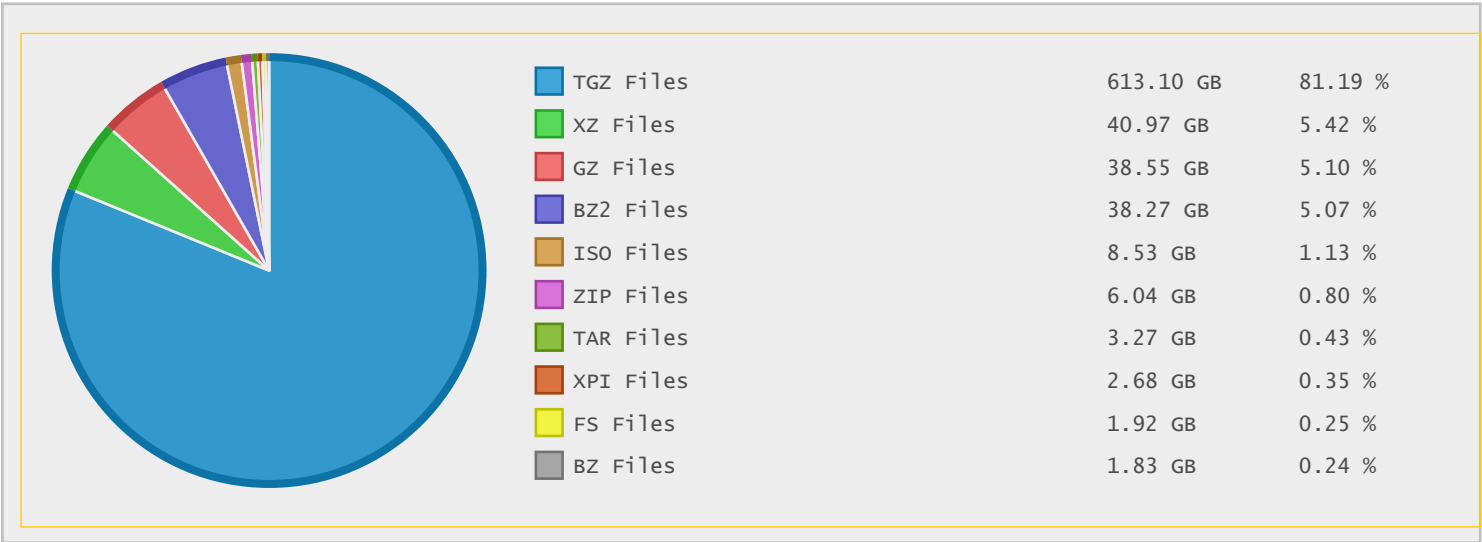 TGZ Files 613.10 GB 81.19 %
XZ Files 40.97 GB 5.42 %
GZ Files 38.55 GB 5.10 %
BZ2 Files 38.27 GB 5.07 %
ISO Files 8.53 GB 1.13 %
ZIP Files 6.04 GB 0.80 %
TAR Files 3.27 GB 0.43 %
XPI Files 2.68 GB 0.35 %
FS Files 1.92 GB 0.25 %
BZ Files 1.83 GB 0.24 %